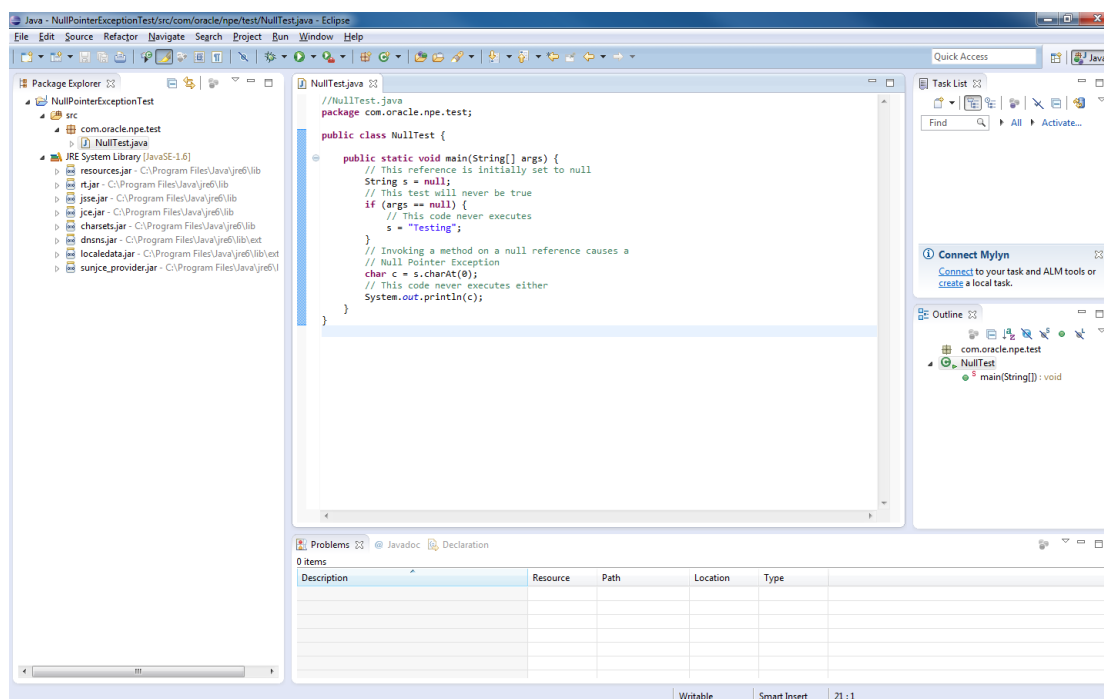 Java - NullPointerExceptionTest/src/com/oracle/npe/test/NullTest.java - Eclipse
File Edit Source Refactor Navigate Search Project Run Window Help
Quick Access
Java
Package Explorer
NullPointerExceptionTest
src
com.oracle.npe.test
NullTest.java
JRE System Library [JavaSE-1.6]
resources.jar - C:\Program Files\Java\jre6\lib
rt.jar - C:\Program Files\Java\jre6\lib
jsse.jar - C:\Program Files\Java\jre6\lib
jce.jar - C:\Program Files\Java\jre6\lib
charsets.jar - C:\Program Files\Java\jre6\lib
dnsns.jar - C:\Program Files\Java\jre6\lib\ext
localedata.jar - C:\Program Files\Java\jre6\lib\ext
sunjce_provider.jar - C:\Program Files\Java\jre6\l
NullTest.java
//NullTest.java
package com.oracle.npe.test;
public class NullTest {
public static void main(String[] args) {
// This reference is initially set to null
String s = null;
// This test will never be true
if (args == null) {
// This code never executes
s = "Testing";
}
// Invoking a method on a null reference causes a
// Null Pointer Exception
char c = s.charAt(0);
// This code never executes either
System.out.println(c);
}
}
Task List
Find
All
Activate...
Connect Mylyn
Connect to your task and ALM tools or
create a local task.
Outline
com.oracle.npe.test
NullTest
main(String[]) : void
Problems @ Javadoc Declaration
0 items
Description Resource Path Location Type
Writable Smart Insert 21 : 1